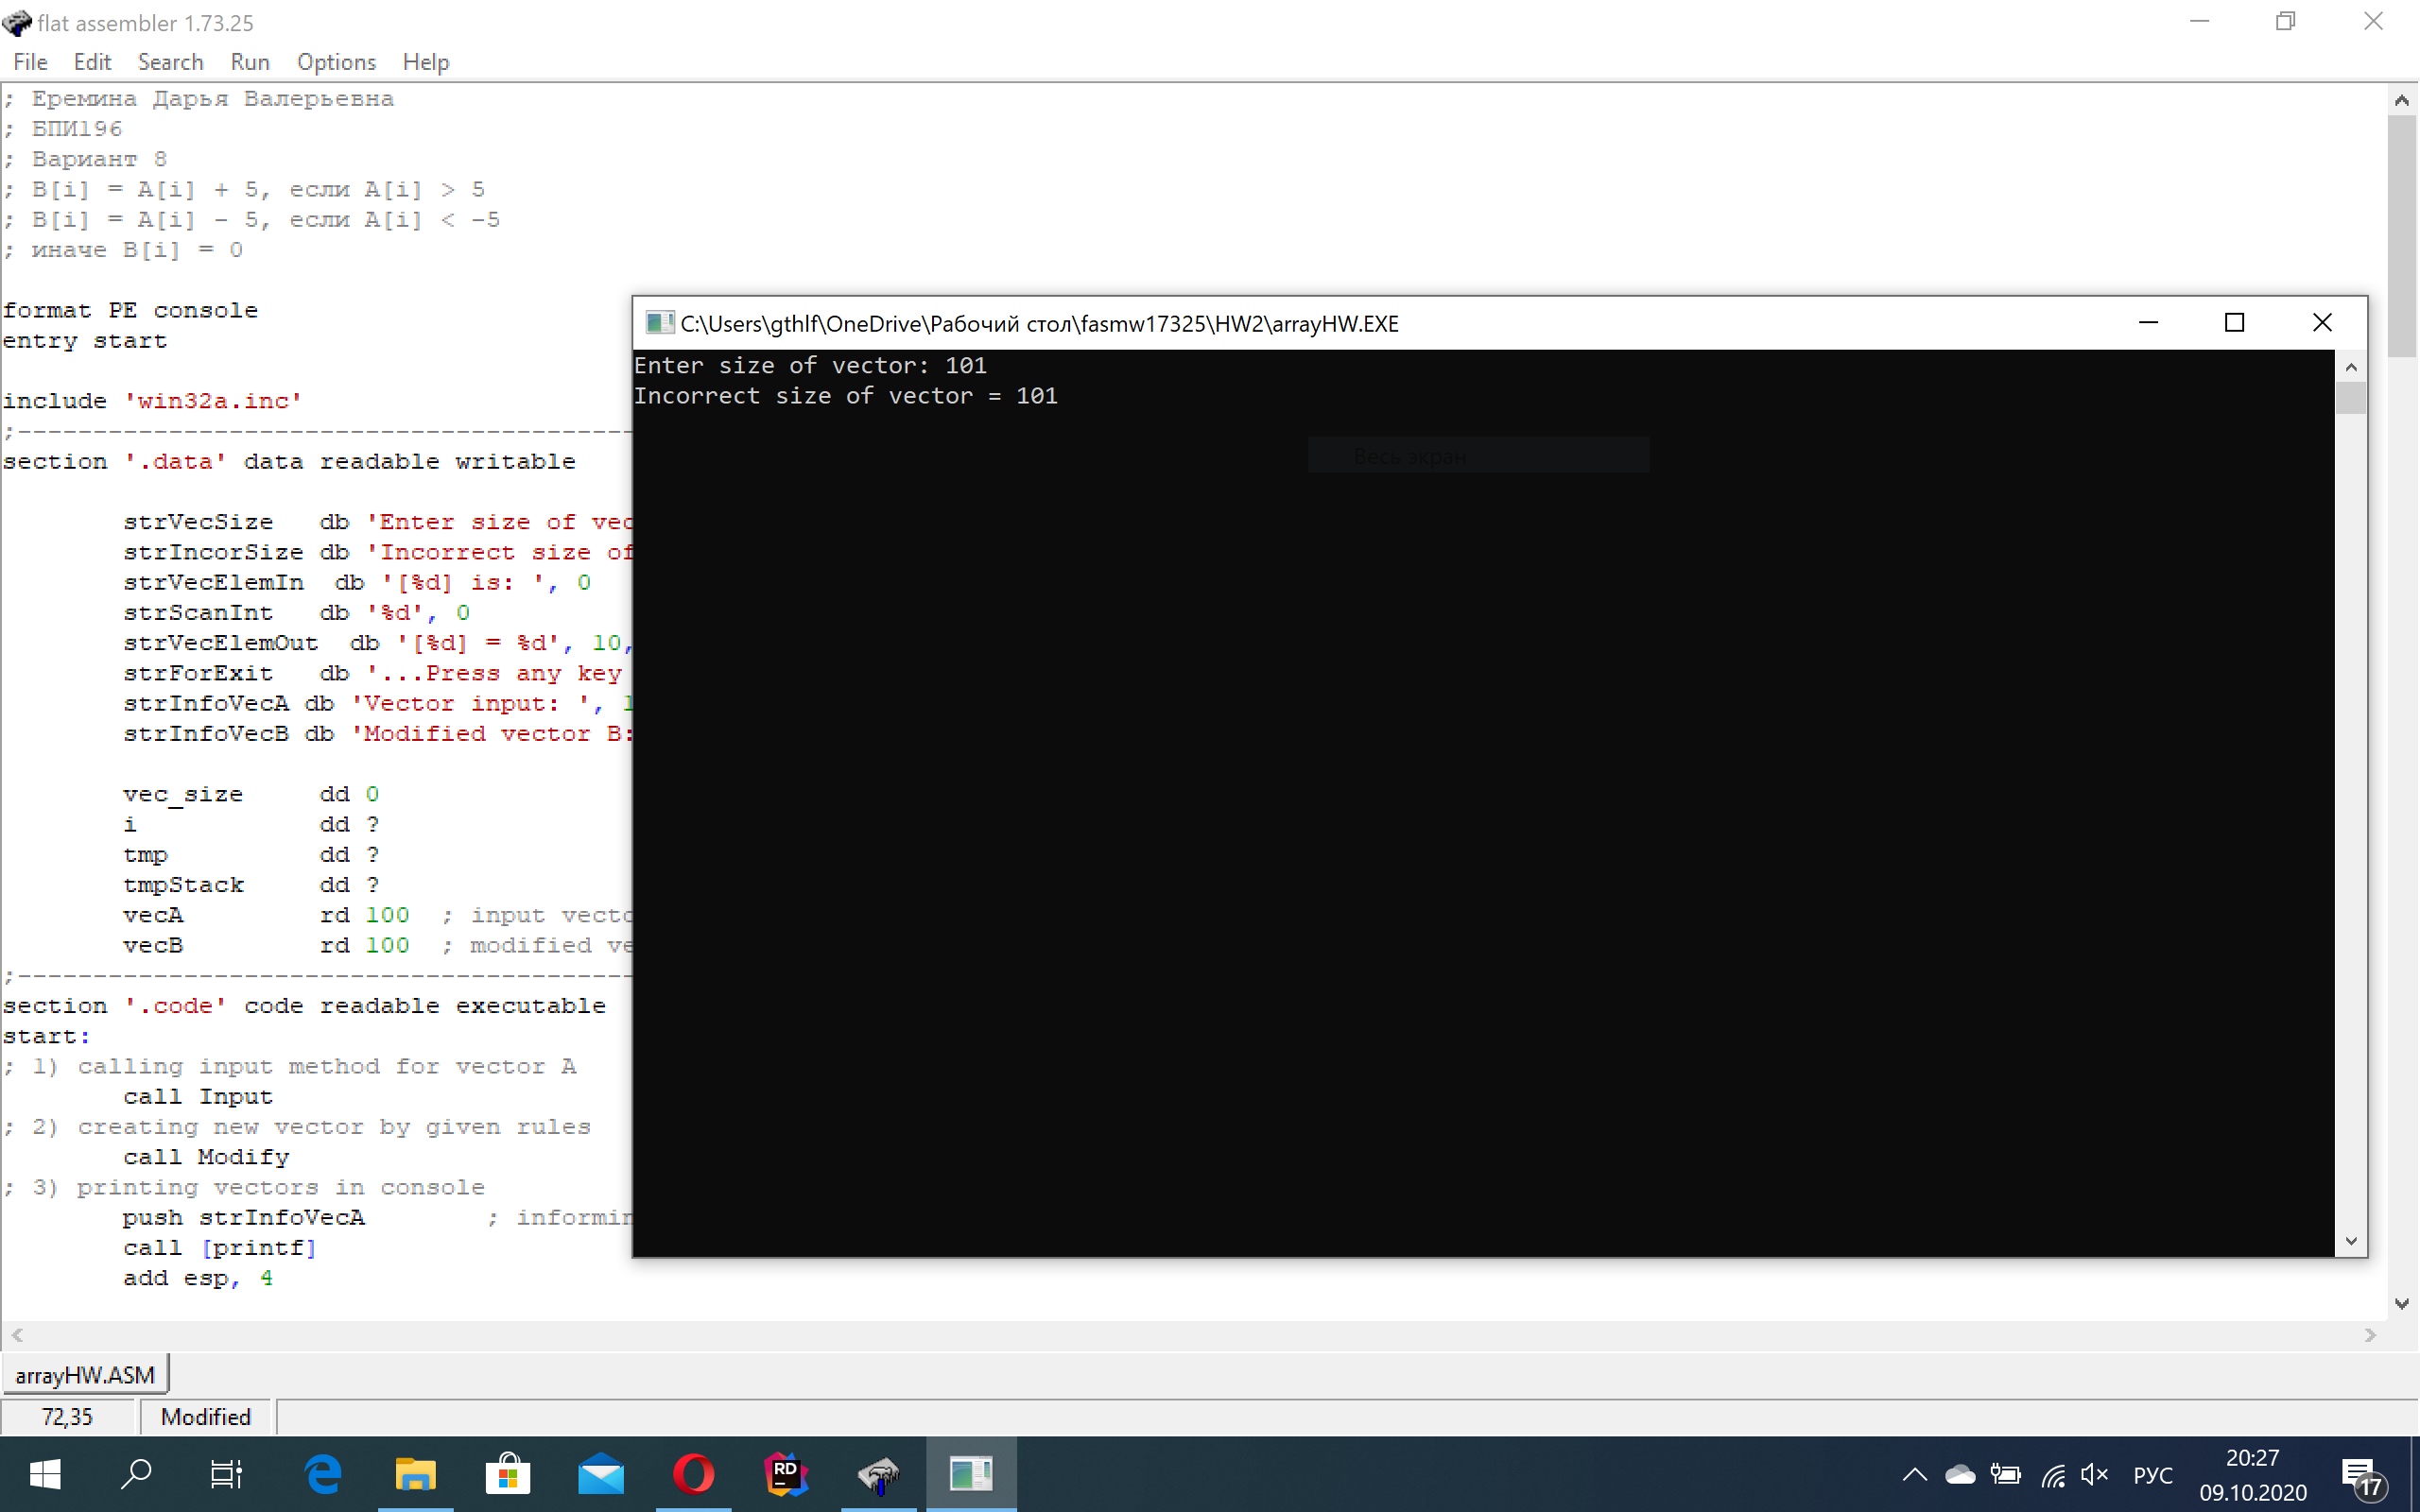 flat assembler 1.73.25
File Edit Search Run Options Help
; Еремина Дарья Валерьевна
; БПИ196
; Вариант 8
; B[i] = A[i] + 5, если A[i] > 5
; B[i] = A[i] - 5, если A[i] < -5
; иначе B[i] = 0
format PE console
entry start
include 'win32a.inc'
;-----------------------------------------
section '.data' data readable writable
strVecSize db 'Enter size of vec
strIncorSize db 'Incorrect size of
strVecElemIn db '[%d] is: ', 0
strScanInt db '%d', 0
strVecElemOut db '[%d] = %d', 10,
strForExit db '...Press any key
strInfoVecA db 'Vector input: ', 1
strInfoVecB db 'Modified vector B:
vec_size dd 0
i dd ?
tmp dd ?
tmpStack dd ?
vecA rd 100 ; input vecto
vecB rd 100 ; modified ve
;-----------------------------------------
section '.code' code readable executable
start:
; 1) calling input method for vector A
call Input
; 2) creating new vector by given rules
call Modify
; 3) printing vectors in console
push strInfoVecA ; informin
call [printf]
add esp, 4
C:\Users\gthlf\OneDrive\Рабочий стол\fasmw17325\HW2\arrayHW.EXE
Enter size of vector: 101
Incorrect size of vector = 101
Весь экран
arrayHW.ASM
72,35 Modified
RD
РУС
20:27
09.10.2020
17